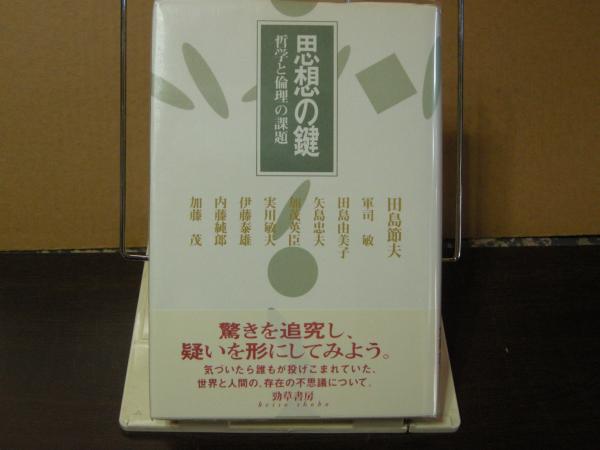 思想の鍵
哲学と倫理の課題
田島節夫
軍司 敏
田島由美子
矢島忠夫
加茂英臣
実川敏夫
伊藤泰雄
内藤純郎
加藤 茂
驚きを追究し、
疑いを形にしてみよう。
気づいたら誰もが投げこまれていた、
世界と人間の、存在の不思議について。
勁草書房
keiso shobo